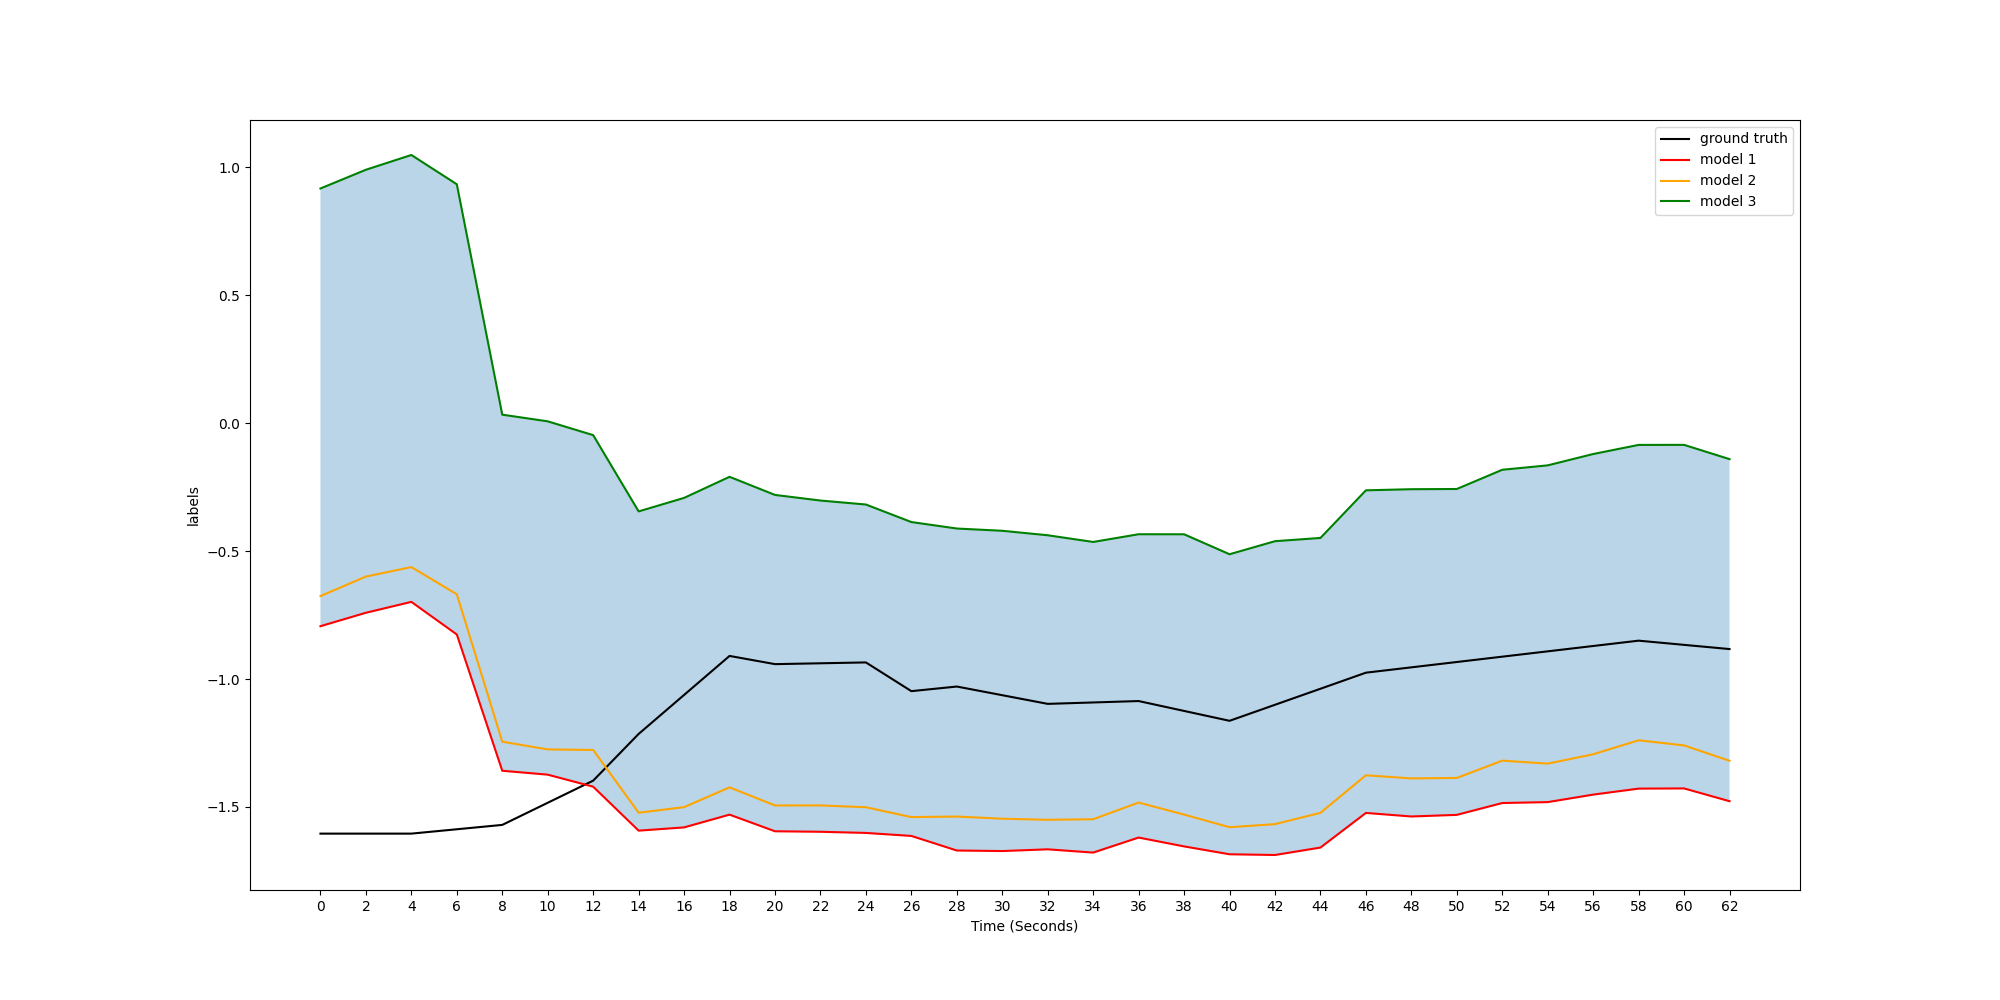 ground truth
model 1
model 2
model 3
1.0
0.5
0.0
−0.5
−1.0
−1.5
labels
0 2 4 6 8 10 12 14 16 18 20 22 24 26 28 30 32 34 36 38 40 42 44 46 48 50 52 54 56 58 60 62
Time (Seconds)